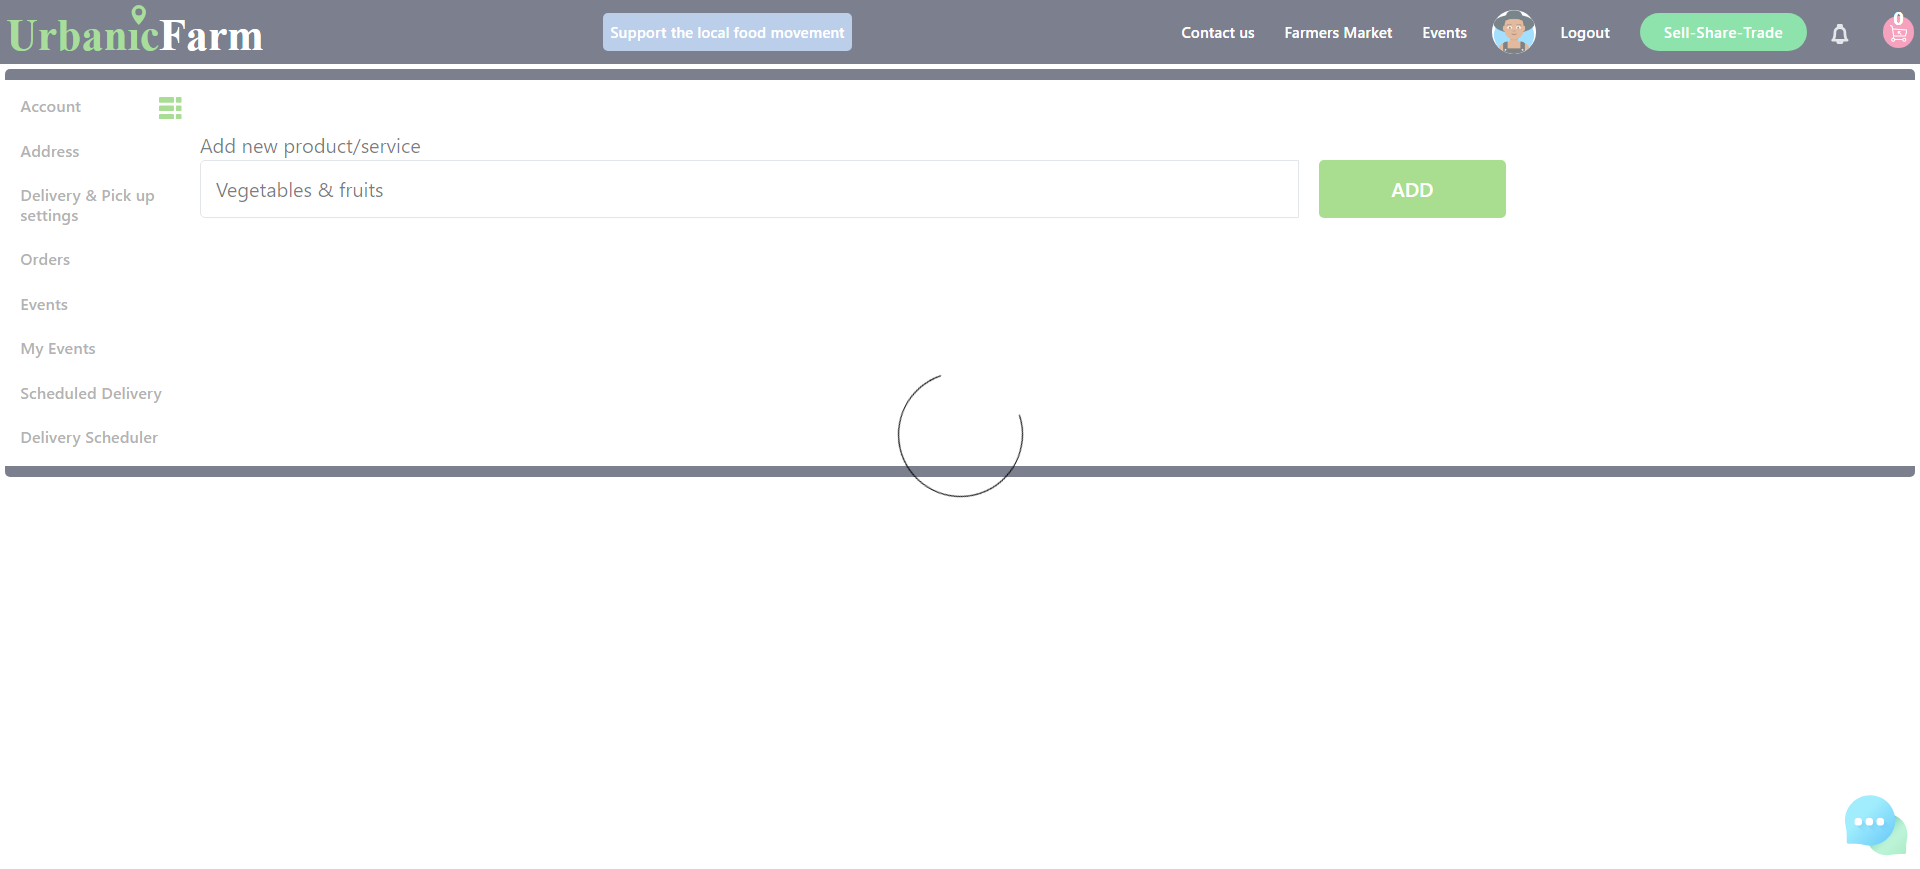 UrbanicFarm
Support the local food movement
Contact us
Farmers Market
Events
Logout
Sell-Share-Trade
0
Account
Address
Delivery & Pick up
settings
Orders
Events
My Events
Scheduled Delivery
Delivery Scheduler
Add new product/service
Vegetables & fruits
ADD